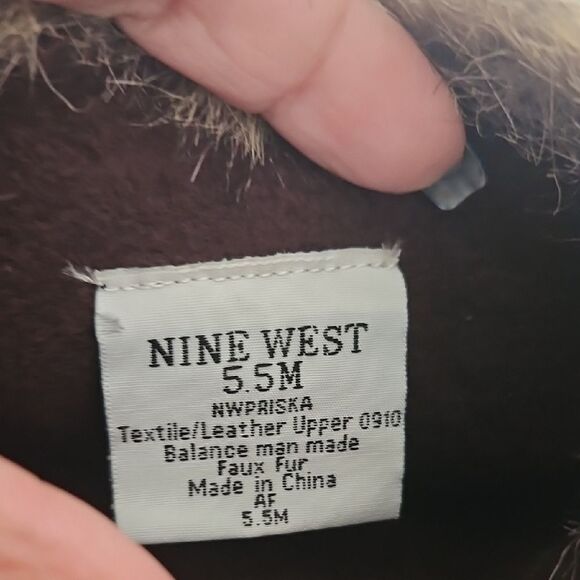 NINE WEST
5.5M
NWPRISKA
Textile/Leather Upper 0910
Balance man made
Faux Fur
Made in China
AF
5.5M